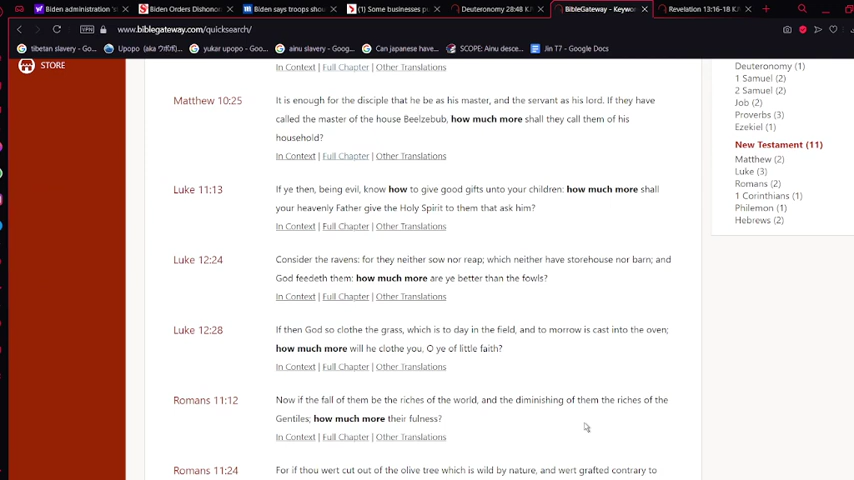 Biden administration 's
Biden Orders Dishono
Biden says troops shou
(1) Some businesses p
Deuteronomy 28:48 K
BibleGateway - Keywo
Revelation 13:16-18 K
VPN
www.biblegateway.com/quicksearch/
tibetan slavery - Go...
Upopo (aka ウポポイ)...
yukar upopo - Goog...
ainu slavery - Goog...
Can japanese have...
SCOPE: Ainu desce...
Jin T7 - Google Docs
STORE
In Context | Full Chapter | Other Translations
Matthew 10:25
It is enough for the disciple that he be as his master, and the servant as his lord. If they have
called the master of the house Beelzebub, how much more shall they call them of his
household?
In Context | Full Chapter | Other Translations
Luke 11:13
If ye then, being evil, know how to give good gifts unto your children: how much more shall
your heavenly Father give the Holy Spirit to them that ask him?
In Context | Full Chapter | Other Translations
Luke 12:24
Consider the ravens: for they neither sow nor reap; which neither have storehouse nor barn; and
God feedeth them: how much more are ye better than the fowls?
In Context | Full Chapter | Other Translations
Luke 12:28
If then God so clothe the grass, which is to day in the field, and to morrow is cast into the oven;
how much more will he clothe you, O ye of little faith?
In Context | Full Chapter | Other Translations
Romans 11:12
Now if the fall of them be the riches of the world, and the diminishing of them the riches of the
Gentiles; how much more their fulness?
In Context | Full Chapter | Other Translations
Romans 11:24
For if thou wert cut out of the olive tree which is wild by nature, and wert grafted contrary to
Deuteronomy (1)
1 Samuel (2)
2 Samuel (2)
Job (2)
Proverbs (3)
Ezekiel (1)
New Testament (11)
Matthew (2)
Luke (3)
Romans (2)
1 Corinthians (1)
Philemon (1)
Hebrews (2)